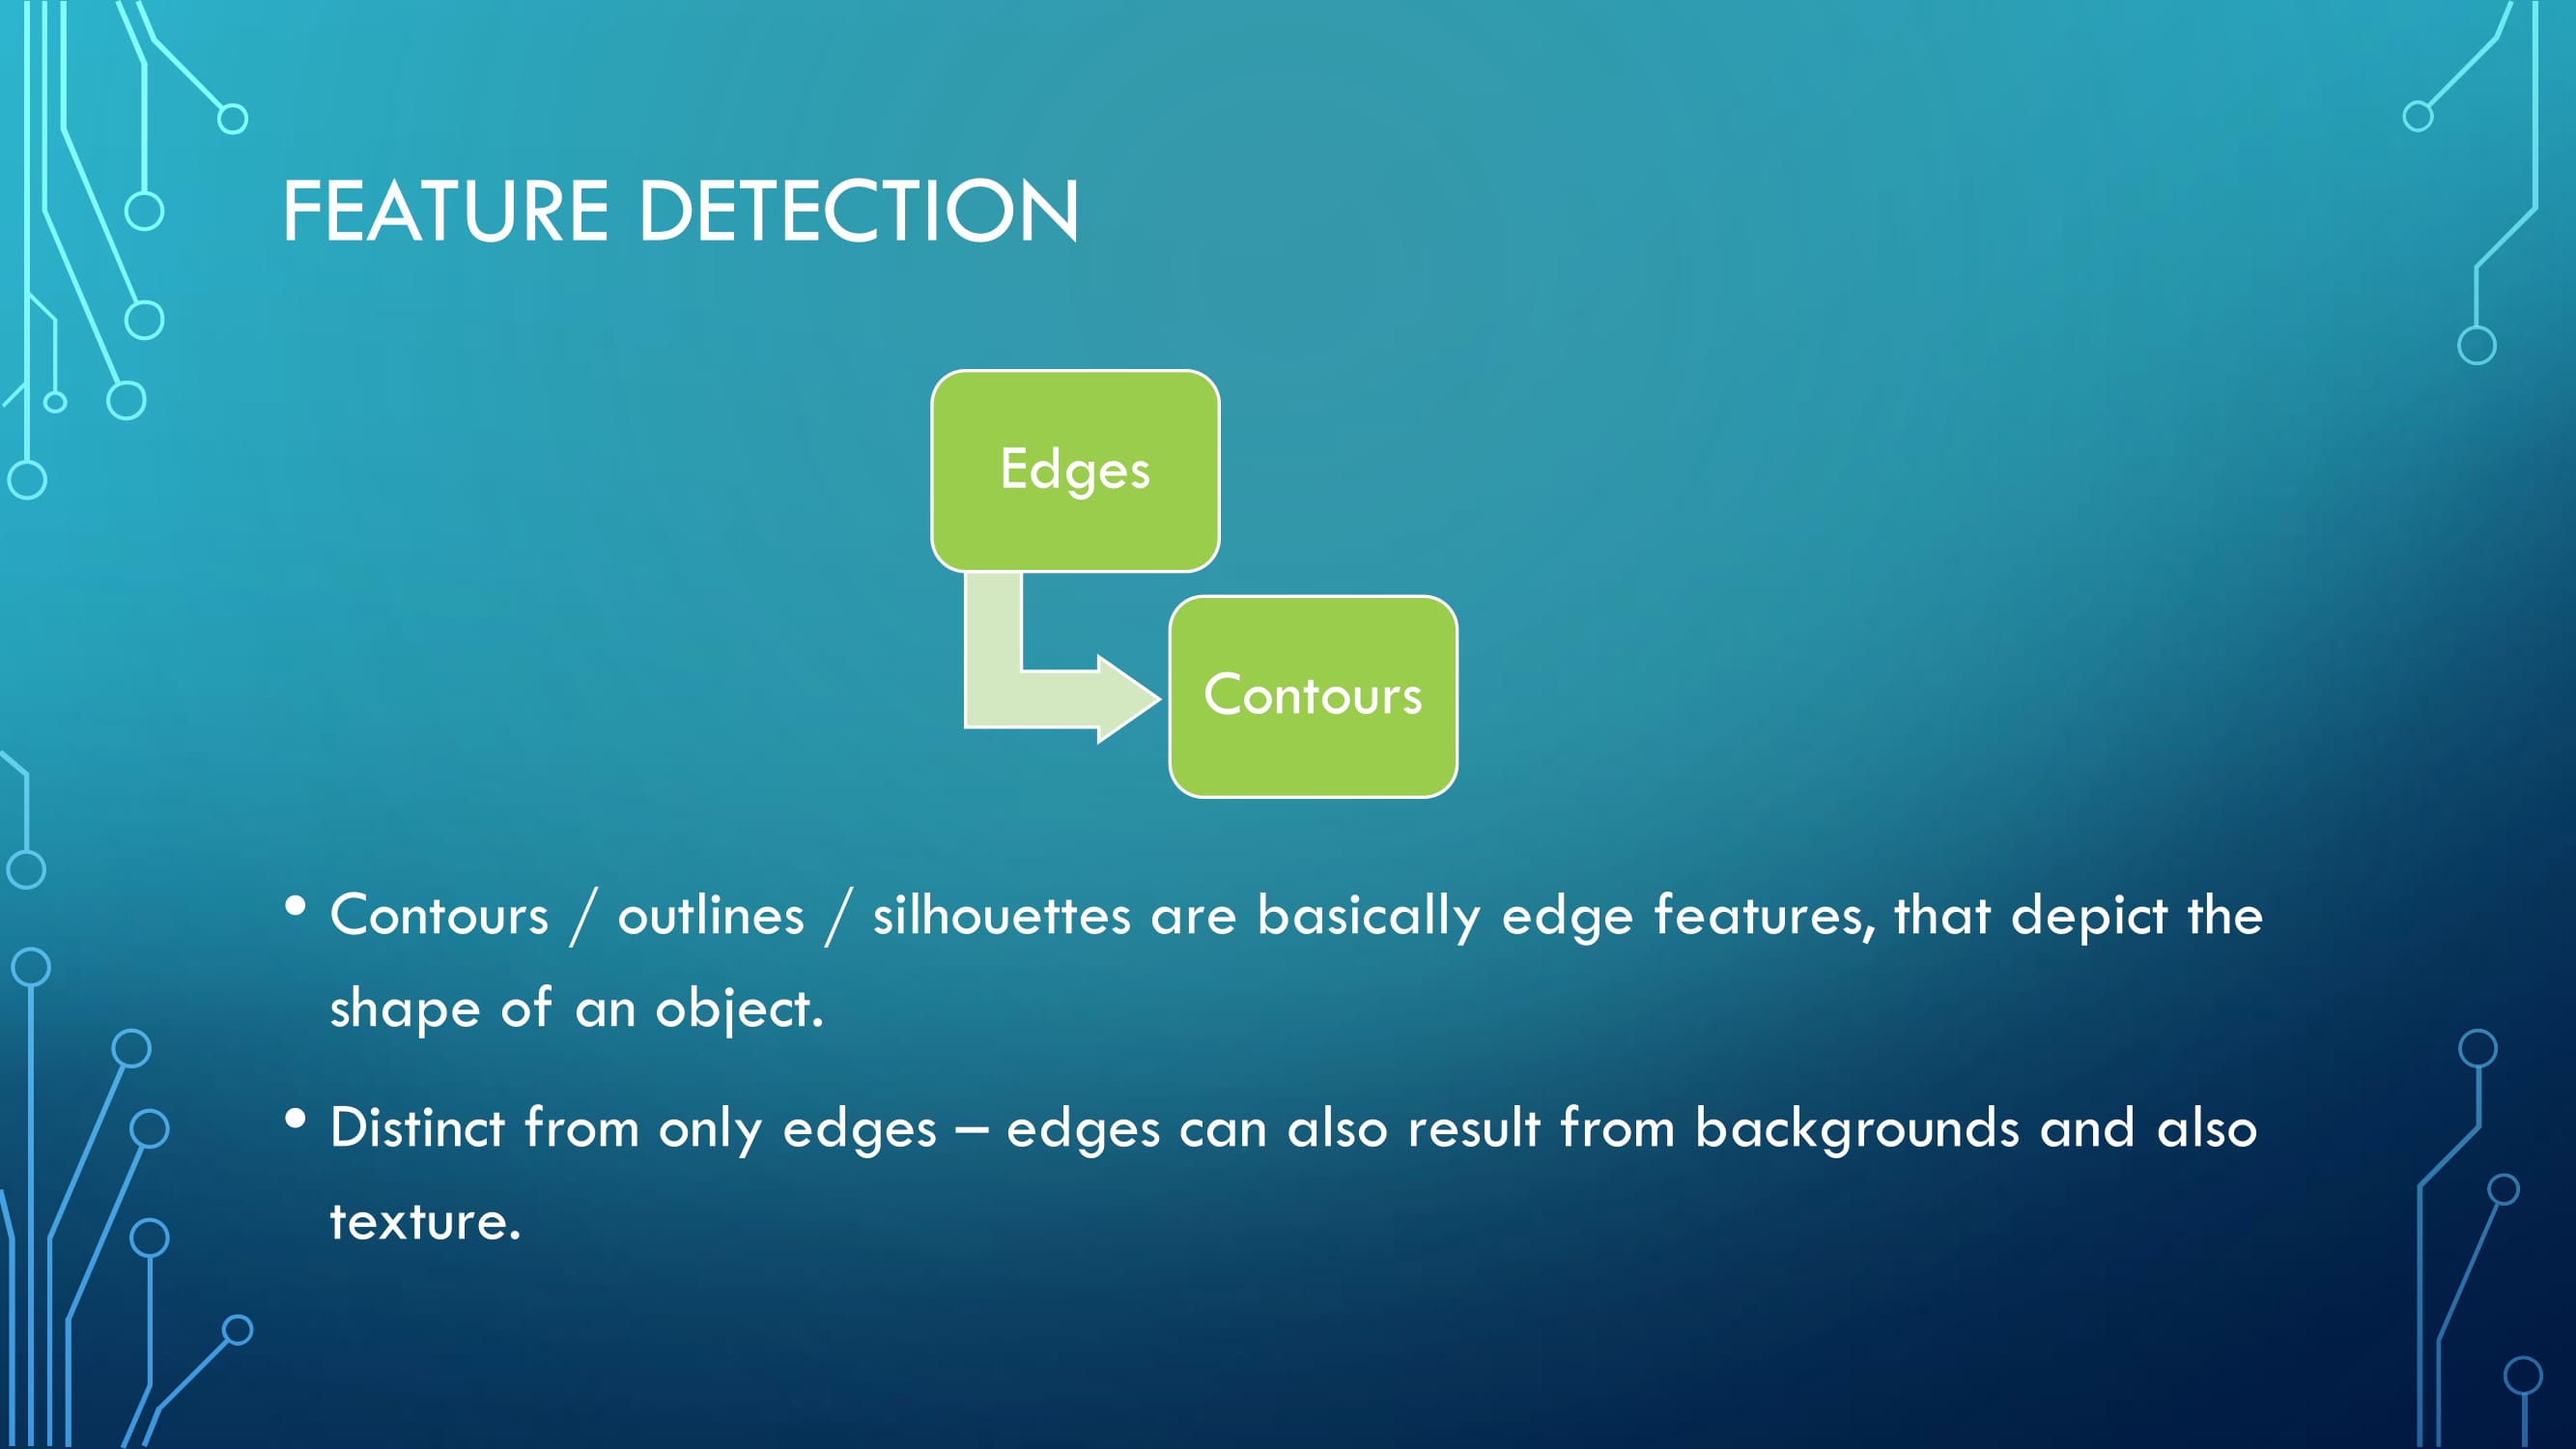 FEATURE DETECTION
Edges
Contours
• Contours / outlines / silhouettes are basically edge features, that depict the
shape of an object.
• Distinct from only edges – edges can also result from backgrounds and also
texture.